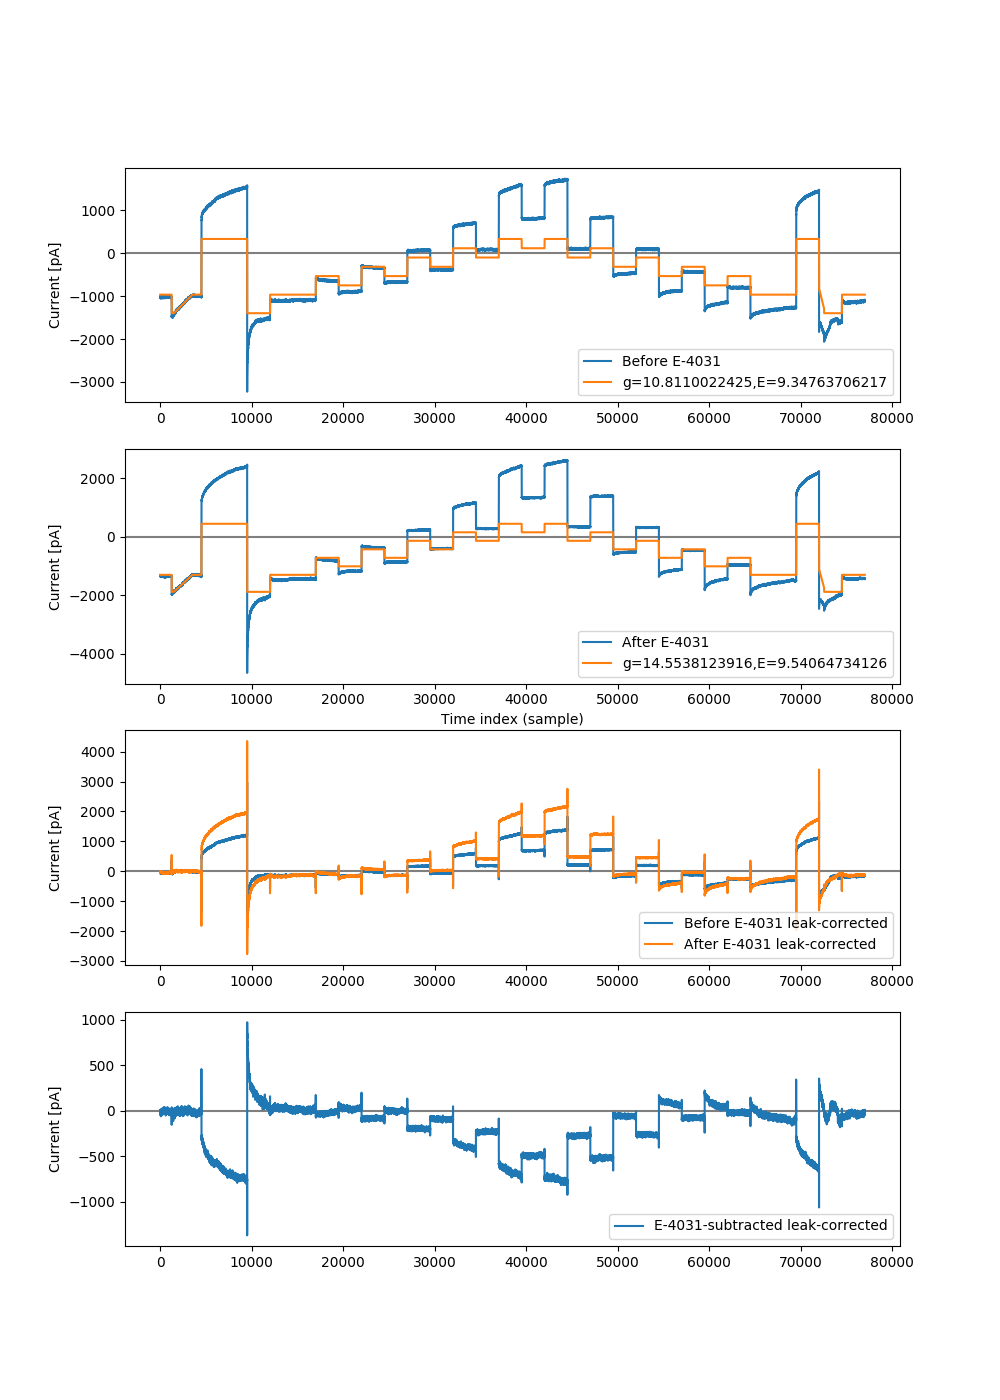 1000
0
−1000
−2000
−3000
Current [pA]
Before E-4031
g=10.8110022425,E=9.34763706217
0 10000 20000 30000 40000 50000 60000 70000 80000
2000
0
−2000
−4000
Current [pA]
After E-4031
g=14.5538123916,E=9.54064734126
0 10000 20000 30000 40000 50000 60000 70000 80000
Time index (sample)
4000
3000
2000
1000
0
−1000
−2000
−3000
Current [pA]
Before E-4031 leak-corrected
After E-4031 leak-corrected
0 10000 20000 30000 40000 50000 60000 70000 80000
1000
500
0
−500
−1000
Current [pA]
E-4031-subtracted leak-corrected
0 10000 20000 30000 40000 50000 60000 70000 80000